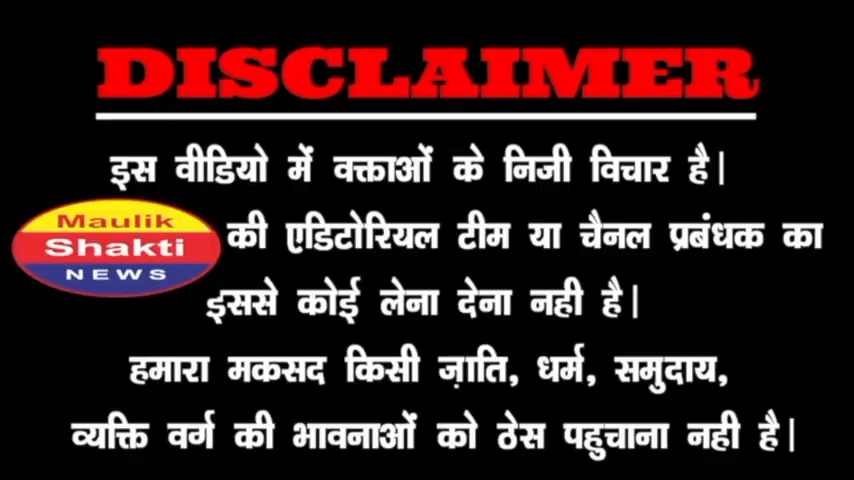 DISCLAIMER
इस वीडियो में वक्ताओं के निजी विचार है|
Maulik
Shakti
NEWS
की एडिटोरियल टीम या चैनल प्रबंधक का
इससे कोई लेना देना नही है|
हमारा मकसद किसी ज़ाति, धर्म, समुदाय,
व्यक्ति वर्ग की भावनाओं को ठेस पहुचाना नही है|